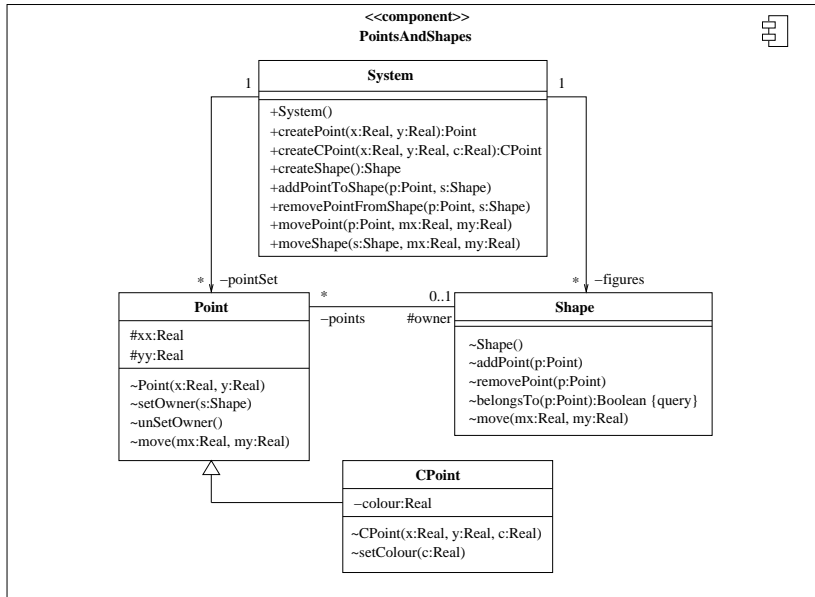 <<component>>
PointsAndShapes
System
1
1
+System()
+createPoint(x:Real, y:Real):Point
+createCPoint(x:Real, y:Real, c:Real):CPoint
+createShape():Shape
+addPointToShape(p:Point, s:Shape)
+removePointFromShape(p:Point, s:Shape)
+movePoint(p:Point, mx:Real, my:Real)
+moveShape(s:Shape, mx:Real, my:Real)
* −pointSet
* −figures
Point
* 0..1
−points #owner
Shape
#xx:Real
#yy:Real
~Point(x:Real, y:Real)
~setOwner(s:Shape)
~unSetOwner()
~move(mx:Real, my:Real)
~Shape()
~addPoint(p:Point)
~removePoint(p:Point)
~belongsTo(p:Point):Boolean {query}
~move(mx:Real, my:Real)
CPoint
−colour:Real
~CPoint(x:Real, y:Real, c:Real)
~setColour(c:Real)